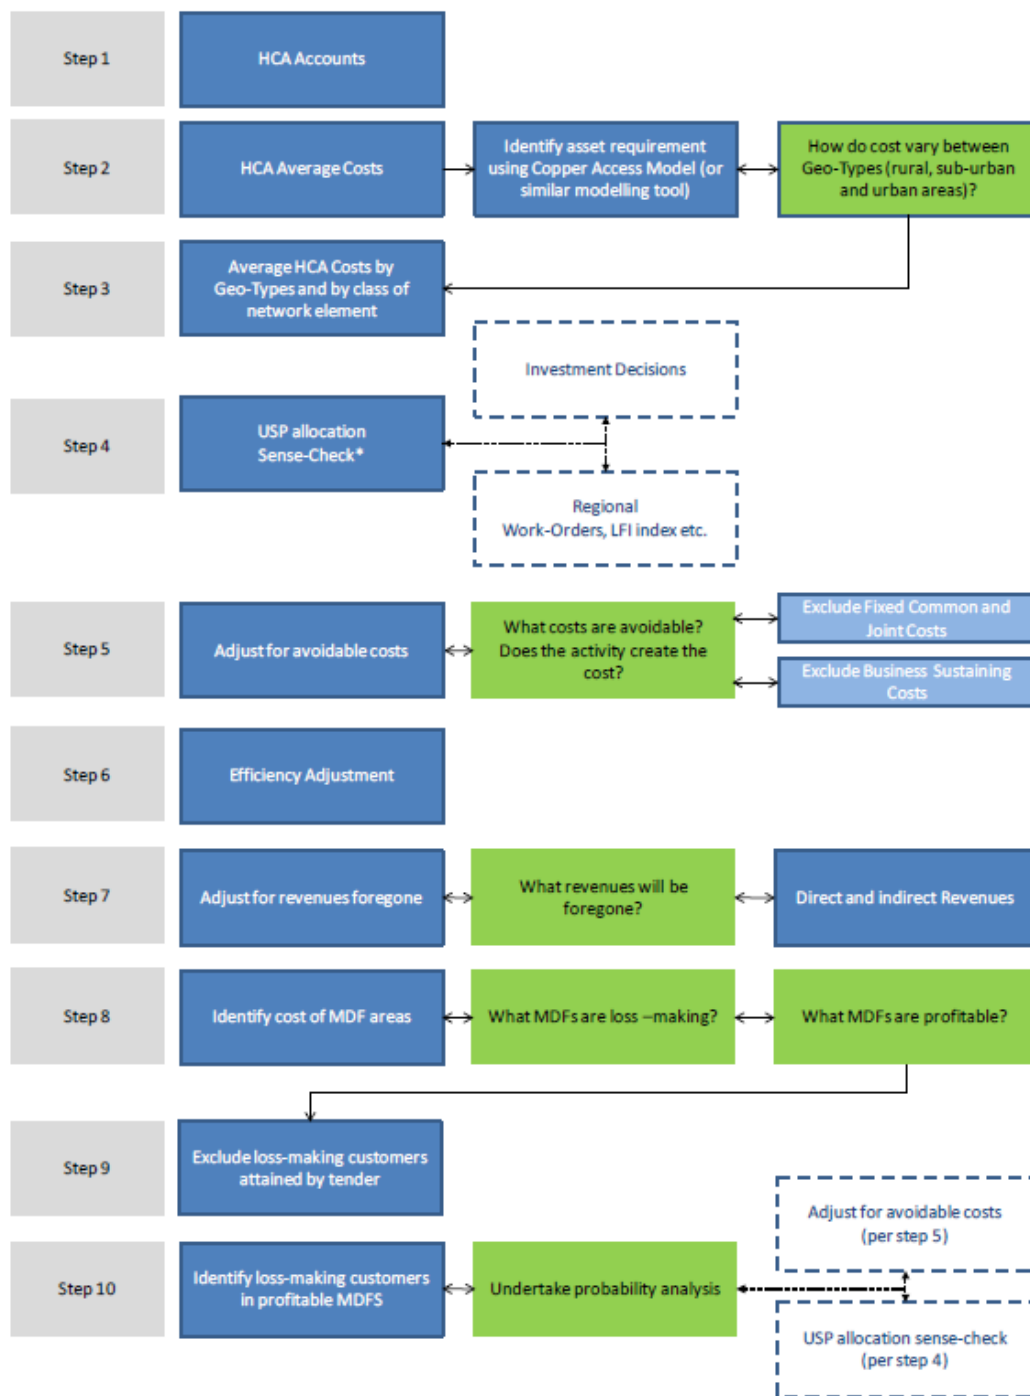 Step 1
HCA Accounts
Step 2
HCA Average Costs
Identify asset requirement
using Copper Access Model (or
similar modelling tool)
How do cost vary between
Geo-Types (rural, sub-urban
and urban areas)?
Step 3
Average HCA Costs by
Geo-Types and by class of
network element
Investment Decisions
Step 4
USP allocation
Sense-Check*
Regional
Work-Orders, LFI index etc.
Step 5
Adjust for avoidable costs
What costs are avoidable?
Does the activity create the
cost?
Exclude Fixed Common and
Joint Costs
Exclude Business Sustaining
Costs
Step 6
Efficiency Adjustment
Step 7
Adjust for revenues foregone
What revenues will be
foregone?
Direct and indirect Revenues
Step 8
Identify cost of MDF areas
What MDFs are loss –making?
What MDFs are profitable?
Step 9
Exclude loss-making customers
attained by tender
Adjust for avoidable costs
(per step 5)
Step 10
Identify loss-making customers
in profitable MDFS
Undertake probability analysis
USP allocation sense-check
(per step 4)